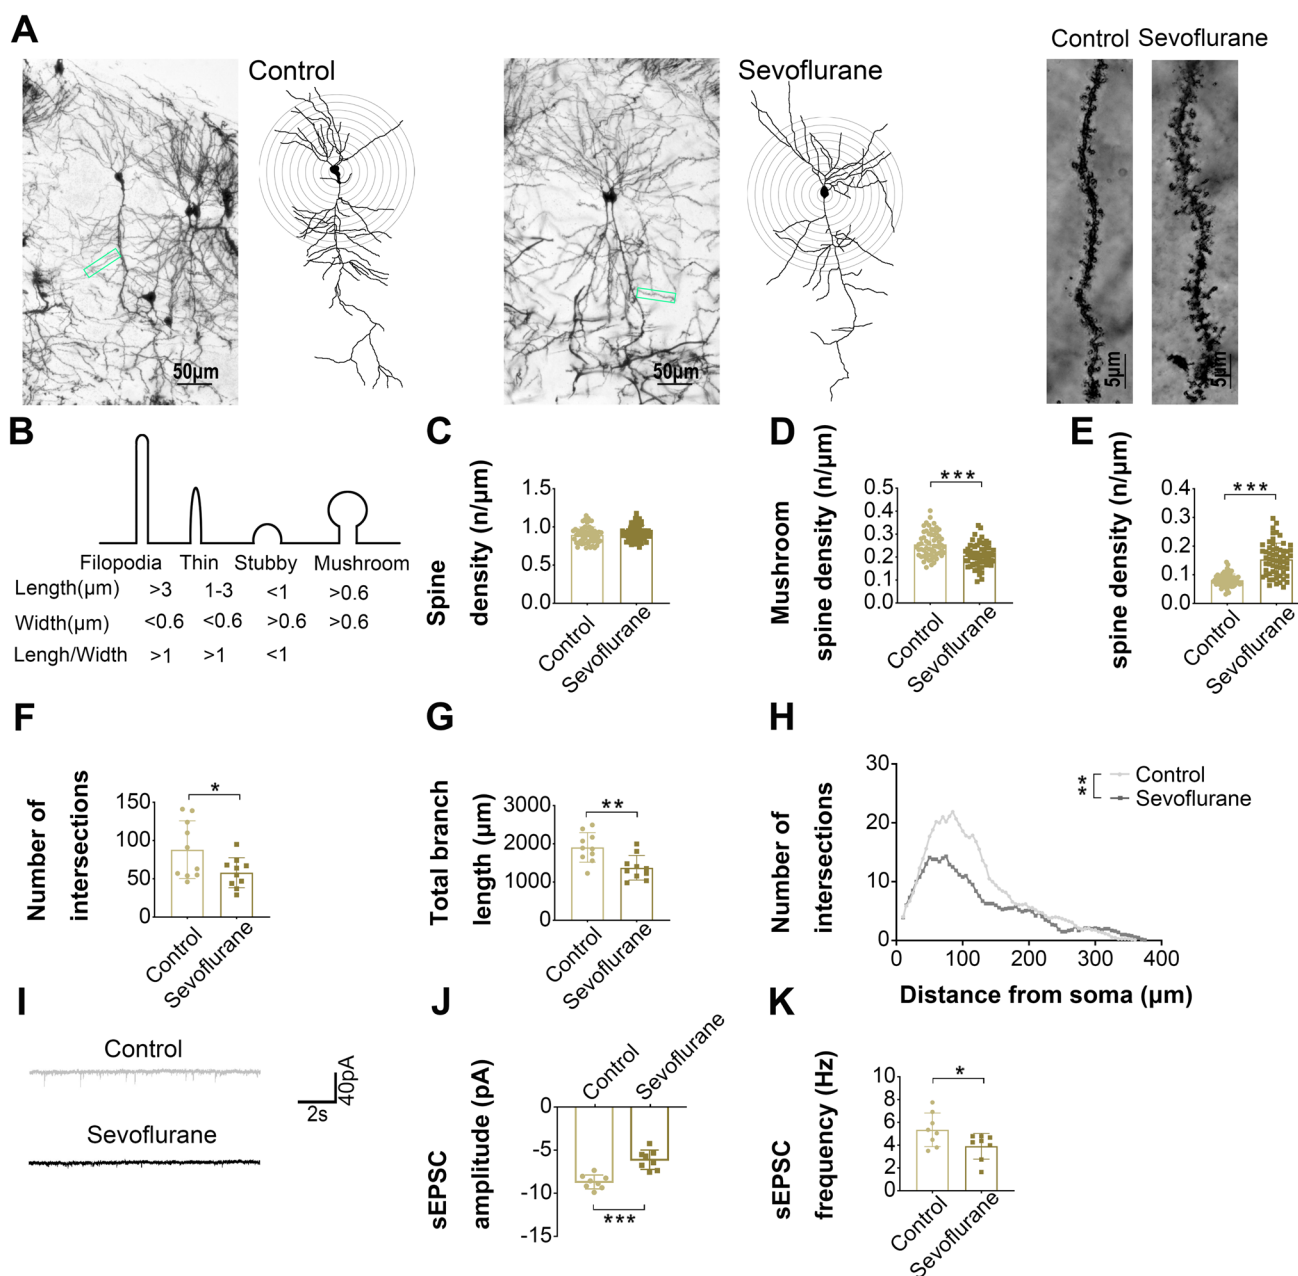 A
Control
Sevoflurane
Control Sevoflurane
50μm
50μm
5μm
5μm
B
Filopodia Thin Stubby Mushroom
Length(μm) >3 1-3 <1 >0.6
Width(μm) <0.6 <0.6 >0.6 >0.6
Lengh/Width >1 >1 <1
C
Spine
density (n/μm)
1.5
1.0
0.5
0.0
Control
Sevoflurane
D
Mushroom
spine density (n/μm)
0.5
0.4
0.3
0.2
0.1
0.0
***
Control
Sevoflurane
E
spine density (n/μm)
0.4
0.3
0.2
0.1
0.0
***
Control
Sevoflurane
F
Number of
intersections
150
100
50
0
*
Control
Sevoflurane
G
Total branch
length (μm)
3000
2000
1000
0
**
Control
Sevoflurane
H
Number of
intersections
30
20
10
0
0 100 200 300 400
Distance from soma (μm)
**
Control
Sevoflurane
I
Control
Sevoflurane
40pA
2s
J
sEPSC
amplitude (pA)
Control
Sevoflurane
0
-5
-10
-15
***
K
sEPSC
frequency (Hz)
10
8
6
4
2
0
*
Control
Sevoflurane